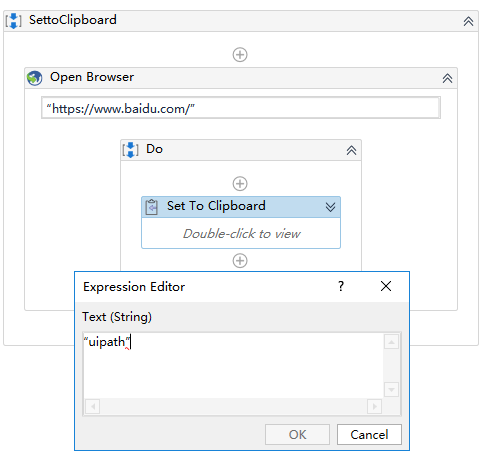 SettoClipboard
Open Browser
“https://www.baidu.com/”
Do
Set To Clipboard
Double-click to view
Expression Editor ?
Text (String)
“uipath”
OK Cancel